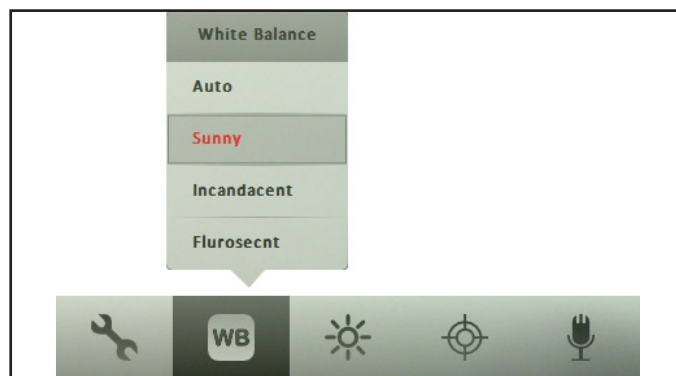 White Balance
Auto
Sunny
Incandacent
Flurosecnt
WB